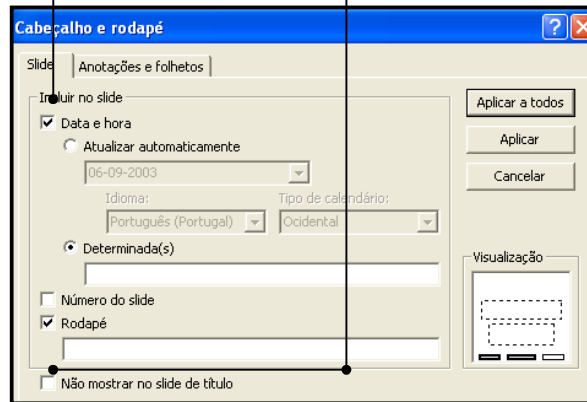 Cabeçalho e rodapé
Slide Anotações e folhetos
Incluir no slide
Aplicar a todos
Data e hora
Atualizar automaticamente
Aplicar
06-09-2003
Cancelar
Idioma: Tipo de calendário:
Português (Portugal) Ocidental
Determinada(s)
Visualização
Número do slide
Rodapé
Não mostrar no slide de título